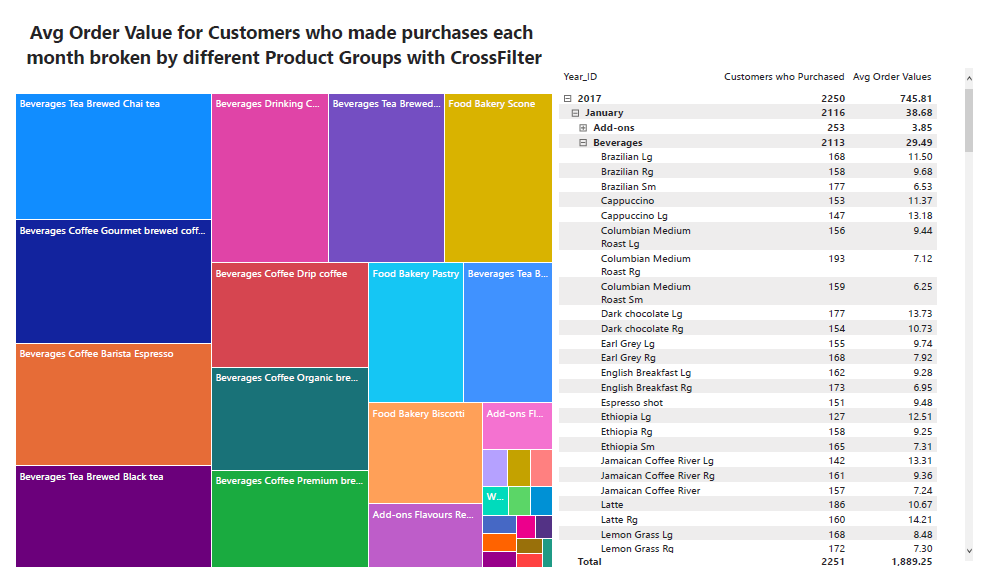 Avg Order Value for Customers who made purchases each
month broken by different Product Groups with CrossFilter
Beverages Tea Brewed Chai tea
Beverages Drinking C...
Beverages Tea Brewed...
Food Bakery Scone
Beverages Coffee Gourmet brewed coff...
Beverages Coffee Drip coffee
Food Bakery Pastry
Beverages Tea B...
Beverages Coffee Barista Espresso
Beverages Coffee Organic bre...
Food Bakery Biscotti
Add-ons Fl...
Beverages Tea Brewed Black tea
Beverages Coffee Premium bre...
W...
Add-ons Flavours Re...
Year_ID Customers who Purchased Avg Order Values
2017 2250 745.81
January 2116 38.68
Add-ons 253 3.85
Beverages 2113 29.49
Brazilian Lg 168 11.50
Brazilian Rg 158 9.68
Brazilian Sm 177 6.53
Cappuccino 153 11.37
Cappuccino Lg 147 13.18
Columbian Medium 156 9.44
Roast Lg
Columbian Medium 193 7.12
Roast Rg
Columbian Medium 159 6.25
Roast Sm
Dark chocolate Lg 177 13.73
Dark chocolate Rg 154 10.73
Earl Grey Lg 155 9.74
Earl Grey Rg 168 7.92
English Breakfast Lg 162 9.28
English Breakfast Rg 173 6.95
Espresso shot 151 9.48
Ethiopia Lg 127 12.51
Ethiopia Rg 158 9.25
Ethiopia Sm 165 7.31
Jamaican Coffee River Lg 142 13.31
Jamaican Coffee River Rg 161 9.36
Jamaican Coffee River 157 7.24
Latte 186 10.67
Latte Rg 160 14.21
Lemon Grass Lg 168 8.48
Lemon Grass Rg 172 7.30
Total 2251 1,889.25